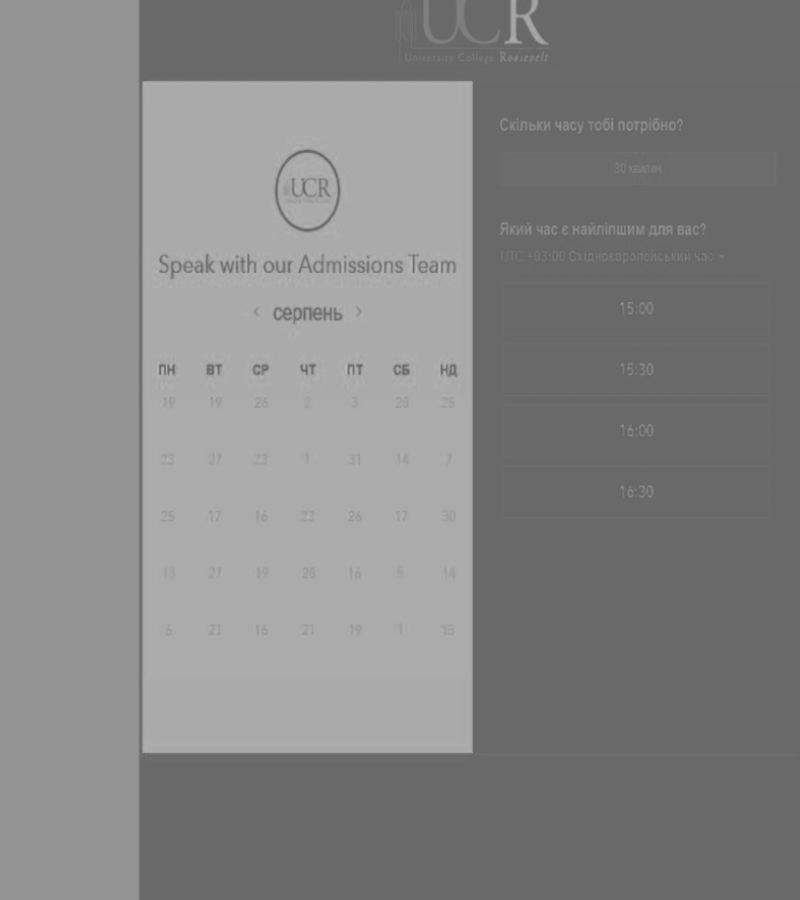 UCR
University College Roosevelt
UCR
Speak with our Admissions Team
‹ серпень ›
ПН ВТ СР ЧТ ПТ СБ НД
19 19 26 2 3 20 25
23 27 23 1 31 14 7
25 17 16 23 26 17 30
13 27 19 20 16 14
6 21 16 21 19 1 15
Скільки часу тобі потрібно?
30 хвилин
Який час є найліпшим для вас?
UTC +03:00 Східноєвропейський час
15:00
15:30
16:00
16:30